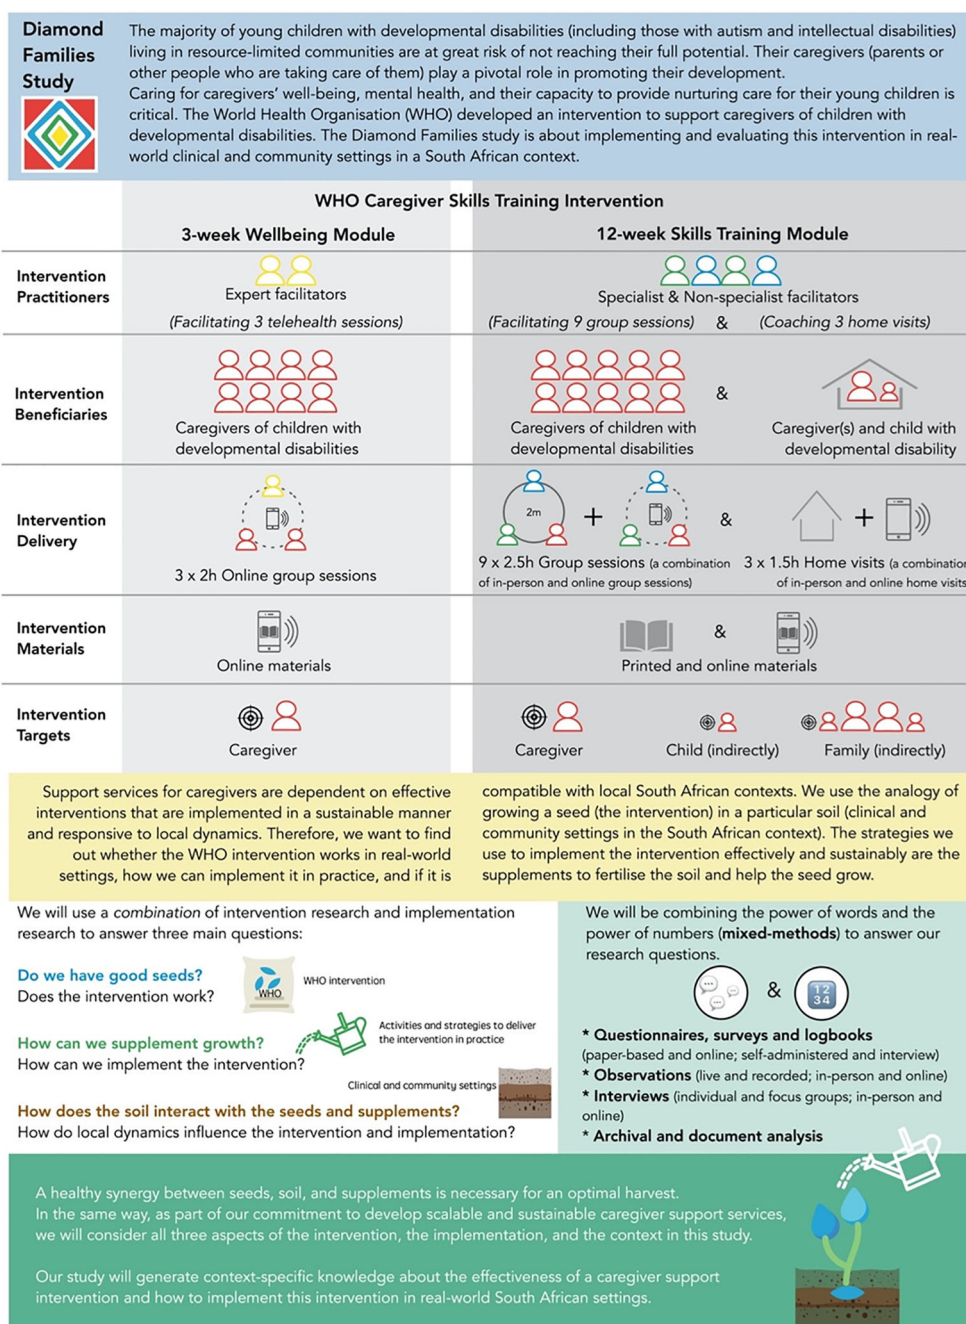 Diamond
Families
Study
The majority of young children with developmental disabilities (including those with autism and intellectual disabilities)
living in resource-limited communities are at great risk of not reaching their full potential. Their caregivers (parents or
other people who are taking care of them) play a pivotal role in promoting their development.
Caring for caregivers' well-being, mental health, and their capacity to provide nurturing care for their young children is
critical. The World Health Organisation (WHO) developed an intervention to support caregivers of children with
developmental disabilities. The Diamond Families study is about implementing and evaluating this intervention in real-
world clinical and community settings in a South African context.
WHO Caregiver Skills Training Intervention
3-week Wellbeing Module
12-week Skills Training Module
Intervention
Practitioners
Expert facilitators
(Facilitating 3 telehealth sessions)
Specialist & Non-specialist facilitators
(Facilitating 9 group sessions) & (Coaching 3 home visits)
Intervention
Beneficiaries
Caregivers of children with
developmental disabilities
Caregivers of children with
developmental disabilities
&
Caregiver(s) and child with
developmental disability
Intervention
Delivery
3 x 2h Online group sessions
2m
+
&
+
9 x 2.5h Group sessions (a combination
of in-person and online group sessions)
3 x 1.5h Home visits (a combination
of in-person and online home visits
Intervention
Materials
Online materials
&
Printed and online materials
Intervention
Targets
Caregiver
Caregiver
Child (indirectly)
Family (indirectly)
Support services for caregivers are dependent on effective
interventions that are implemented in a sustainable manner
and responsive to local dynamics. Therefore, we want to find
out whether the WHO intervention works in real-world
settings, how we can implement it in practice, and if it is
compatible with local South African contexts. We use the analogy of
growing a seed (the intervention) in a particular soil (clinical and
community settings in the South African context). The strategies we
use to implement the intervention effectively and sustainably are the
supplements to fertilise the soil and help the seed grow.
We will use a combination of intervention research and implementation
research to answer three main questions:
Do we have good seeds?
Does the intervention work?
WHO
WHO intervention
How can we supplement growth?
How can we implement the intervention?
Activities and strategies to deliver
the intervention in practice
Clinical and community settings
How does the soil interact with the seeds and supplements?
How do local dynamics influence the intervention and implementation?
We will be combining the power of words and the
power of numbers (mixed-methods) to answer our
research questions.
&
12
34
* Questionnaires, surveys and logbooks
(paper-based and online; self-administered and interview)
* Observations (live and recorded; in-person and online)
* Interviews (individual and focus groups; in-person and
online)
* Archival and document analysis
A healthy synergy between seeds, soil, and supplements is necessary for an optimal harvest.
In the same way, as part of our commitment to develop scalable and sustainable caregiver support services,
we will consider all three aspects of the intervention, the implementation, and the context in this study.
Our study will generate context-specific knowledge about the effectiveness of a caregiver support
intervention and how to implement this intervention in real-world South African settings.